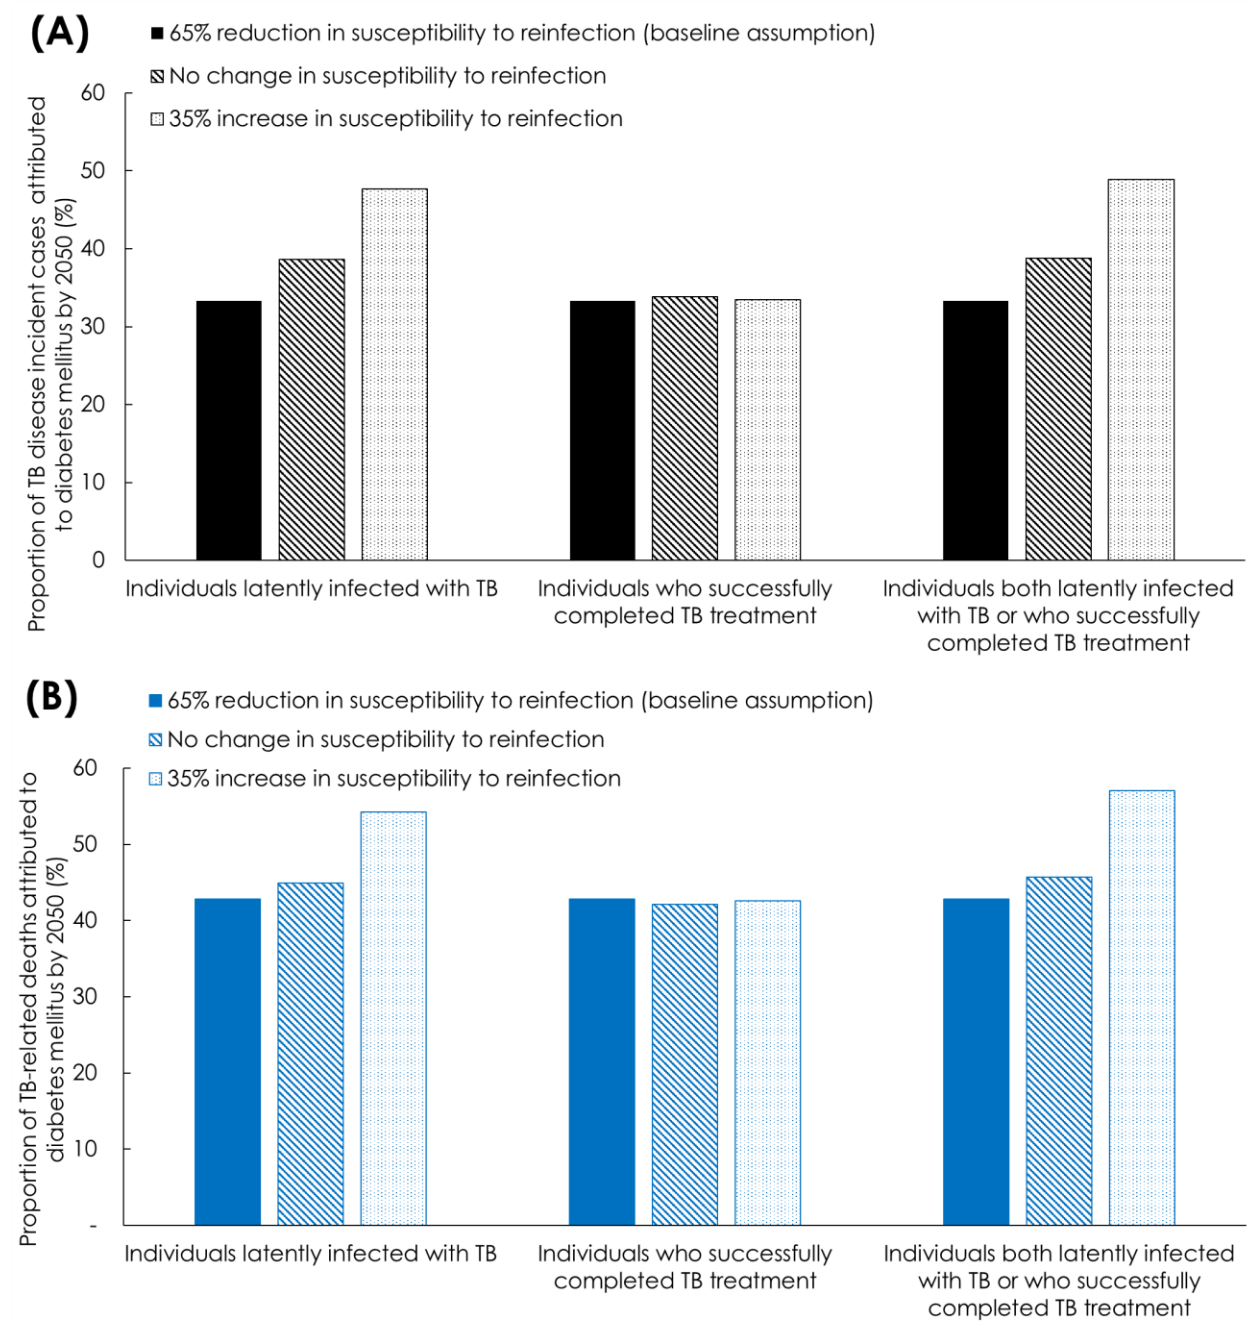 (A)
65% reduction in susceptibility to reinfection (baseline assumption)
No change in susceptibility to reinfection
35% increase in susceptibility to reinfection
Proportion of TB disease incident cases attributed
to diabetes mellitus by 2050 (%)
60
50
40
30
20
10
0
Individuals latently infected with TB
Individuals who successfully
completed TB treatment
Individuals both latently infected
with TB or who successfully
completed TB treatment
(B)
65% reduction in susceptibility to reinfection (baseline assumption)
No change in susceptibility to reinfection
35% increase in susceptibility to reinfection
Proportion of TB-related deaths attributed to
diabetes mellitus by 2050 (%)
60
50
40
30
20
10
-
Individuals latently infected with TB
Individuals who successfully
completed TB treatment
Individuals both latently infected
with TB or who successfully
completed TB treatment